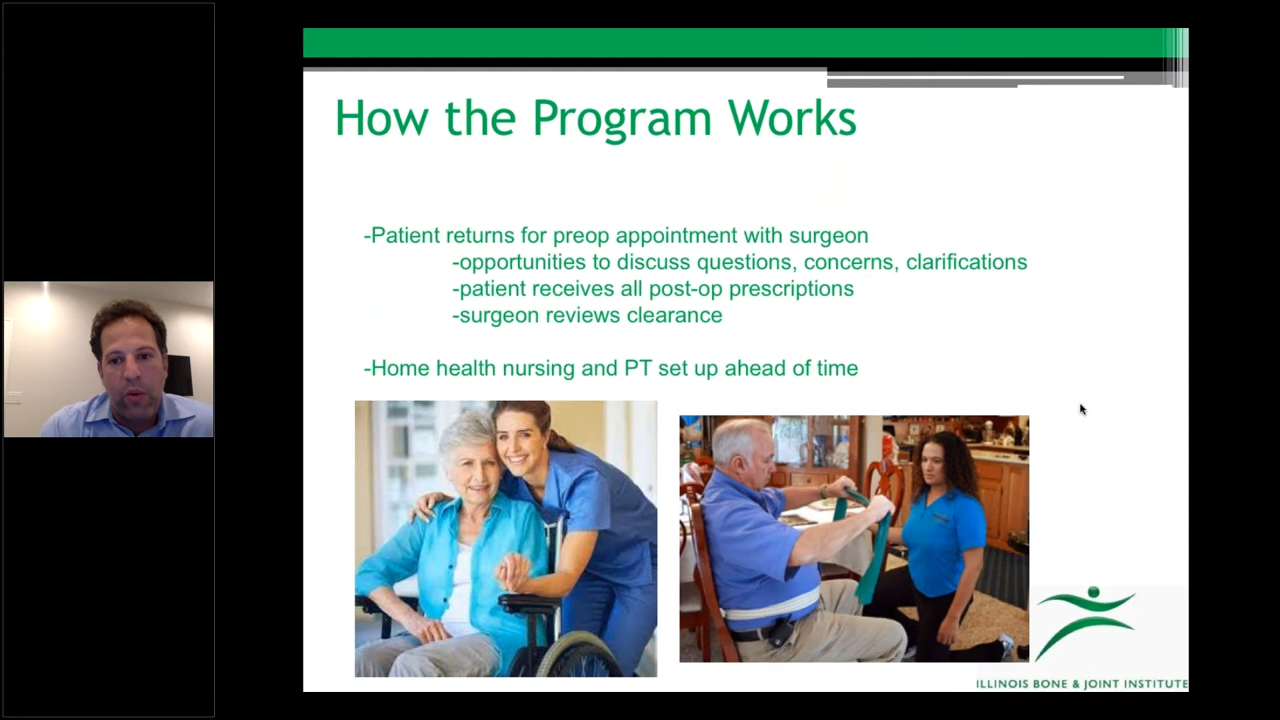 How the Program Works
-Patient returns for preop appointment with surgeon
-opportunities to discuss questions, concerns, clarifications
-patient receives all post-op prescriptions
-surgeon reviews clearance
-Home health nursing and PT set up ahead of time
ILLINOIS BONE & JOINT INSTITUTE